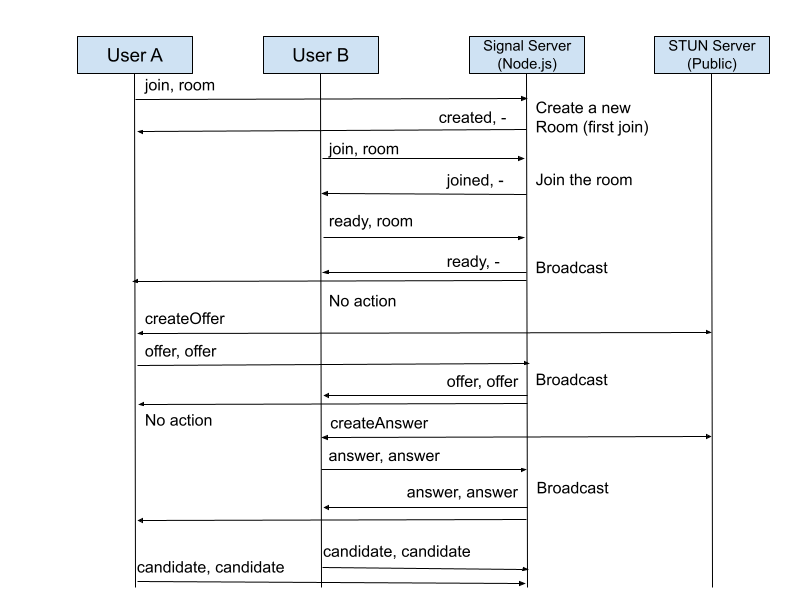 User A
User B
Signal Server
(Node.js)
STUN Server
(Public)
join, room
created, -
Create a new
Room (first join)
join, room
joined, -
Join the room
ready, room
ready, -
Broadcast
No action
createOffer
offer, offer
offer, offer
Broadcast
No action
createAnswer
answer, answer
answer, answer
Broadcast
candidate, candidate
candidate, candidate